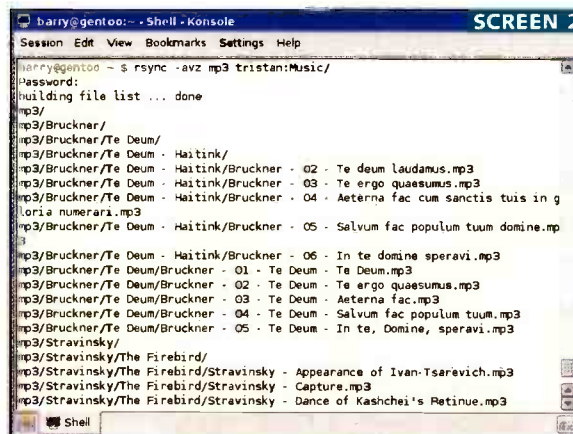 barry@gentoo:~ - Shell - Konsole
SCREEN 2
Session Edit View Bookmarks Settings Help
barry@gentoo ~ $ rsync -avz mp3 tristan:Music/
Password:
building file list ... done
mp3/
mp3/Bruckner/
mp3/Bruckner/Te Deum/
mp3/Bruckner/Te Deum - Haitink/
mp3/Bruckner/Te Deum - Haitink/Bruckner - 02 - Te deum laudamus.mp3
mp3/Bruckner/Te Deum - Haitink/Bruckner - 03 - Te ergo quaesumus.mp3
mp3/Bruckner/Te Deum - Haitink/Bruckner - 04 - Aeterna fac cum sanctis tuis in g
loria numerari.mp3
mp3/Bruckner/Te Deum - Haitink/Bruckner - 05 - Salvum fac populum tuum domine.mp
3
mp3/Bruckner/Te Deum - Haitink/Bruckner - 06 - In te domine speravi.mp3
mp3/Bruckner/Te Deum/Bruckner - 01 - Te Deum - Te Deum.mp3
mp3/Bruckner/Te Deum/Bruckner - 02 - Te Deum - Te ergo quaesumus.mp3
mp3/Bruckner/Te Deum/Bruckner - 03 - Te Deum - Aeterna fac.mp3
mp3/Bruckner/Te Deum/Bruckner - 04 - Te Deum - Salvum fac populum tuum.mp3
mp3/Bruckner/Te Deum/Bruckner - 05 - Te Deum - In te, Domine, speravi.mp3
mp3/Stravinsky/
mp3/Stravinsky/The Firebird/
mp3/Stravinsky/The Firebird/Stravinsky - Appearance of Ivan-Tsarevich.mp3
mp3/Stravinsky/The Firebird/Stravinsky - Capture.mp3
mp3/Stravinsky/The Firebird/Stravinsky - Dance of Kashchei's Retinue.mp3
Shell